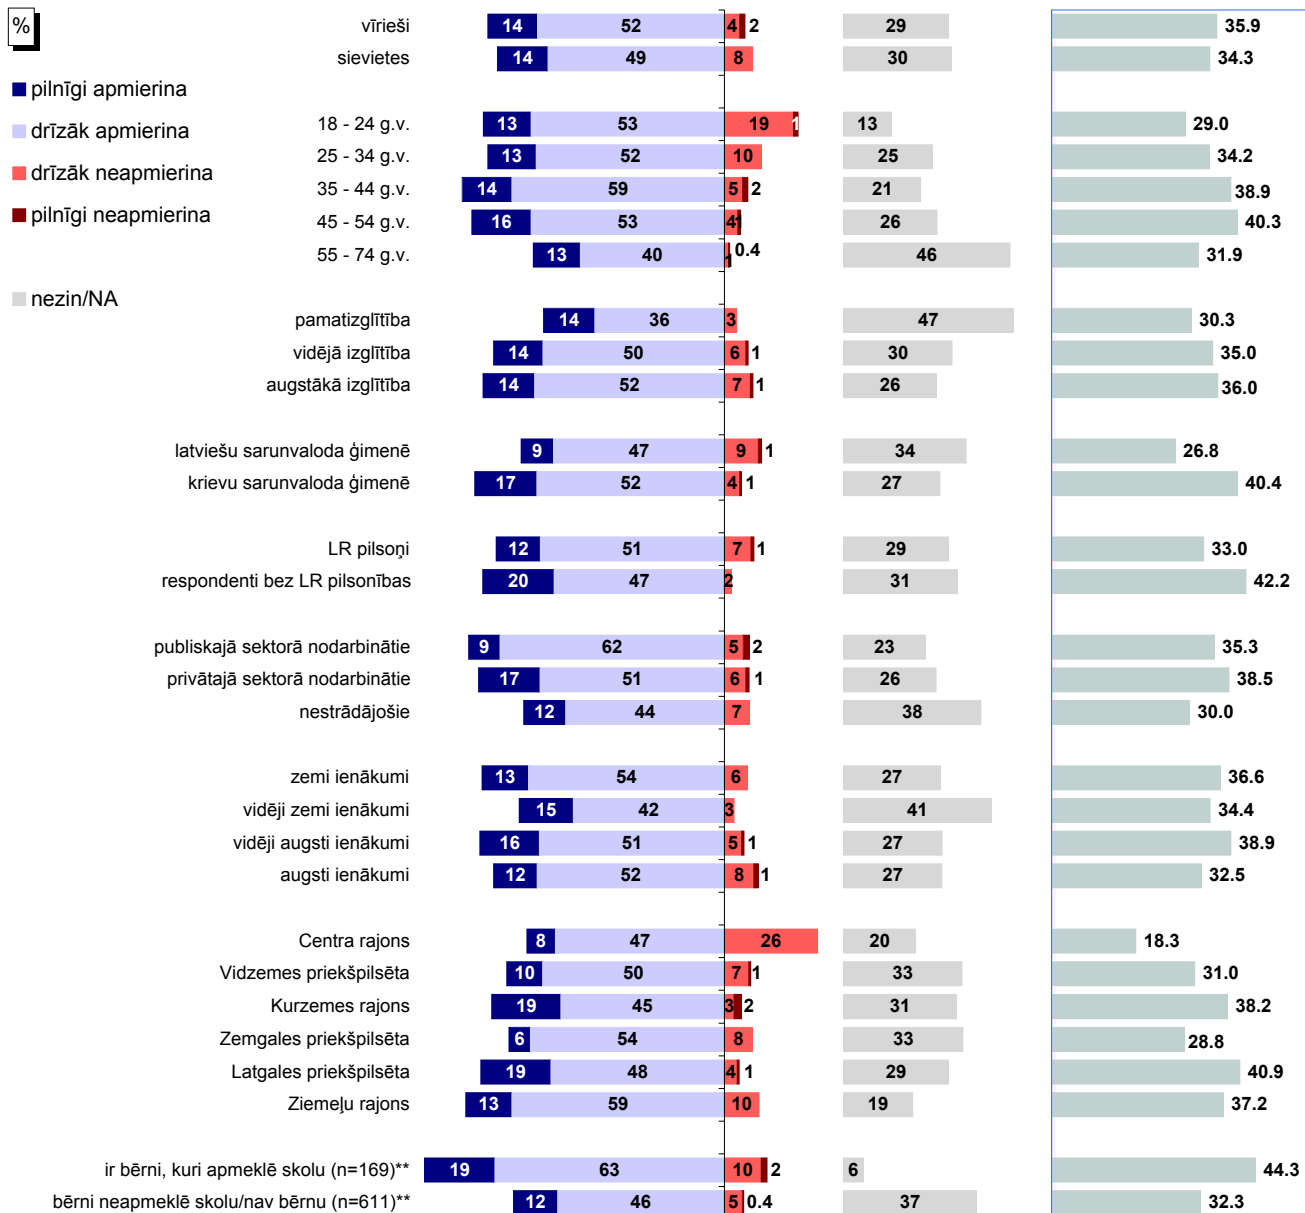 %
pilnīgi apmierina
drīzāk apmierina
drīzāk neapmierina
pilnīgi neapmierina
nezin/NA
vīrieši 14 52 4 2 29 35.9
sievietes 14 49 8 30 34.3
18 - 24 g.v. 13 53 19 1 13 29.0
25 - 34 g.v. 13 52 10 25 34.2
35 - 44 g.v. 14 59 5 2 21 38.9
45 - 54 g.v. 16 53 4 1 26 40.3
55 - 74 g.v. 13 40 1 0.4 46 31.9
pamatizglītība 14 36 3 47 30.3
vidējā izglītība 14 50 6 1 30 35.0
augstākā izglītība 14 52 7 1 26 36.0
latviešu sarunvaloda ģimenē 9 47 9 1 34 26.8
krievu sarunvaloda ģimenē 17 52 4 1 27 40.4
LR pilsoņi 12 51 7 1 29 33.0
respondenti bez LR pilsonības 20 47 2 31 42.2
publiskajā sektorā nodarbinātie 9 62 5 2 23 35.3
privātajā sektorā nodarbinātie 17 51 6 1 26 38.5
nestrādājošie 12 44 7 38 30.0
zemi ienākumi 13 54 6 27 36.6
vidēji zemi ienākumi 15 42 3 41 34.4
vidēji augsti ienākumi 16 51 5 1 27 38.9
augsti ienākumi 12 52 8 1 27 32.5
Centra rajons 8 47 26 20 18.3
Vidzemes priekšpilsēta 10 50 7 1 33 31.0
Kurzemes rajons 19 45 3 2 31 38.2
Zemgales priekšpilsēta 6 54 8 33 28.8
Latgales priekšpilsēta 19 48 4 1 29 40.9
Ziemeļu rajons 13 59 10 19 37.2
ir bērni, kuri apmeklē skolu (n=169)** 19 63 10 2 6 44.3
bērni neapmeklē skolu/nav bērnu (n=611)** 12 46 5 0.4 37 32.3